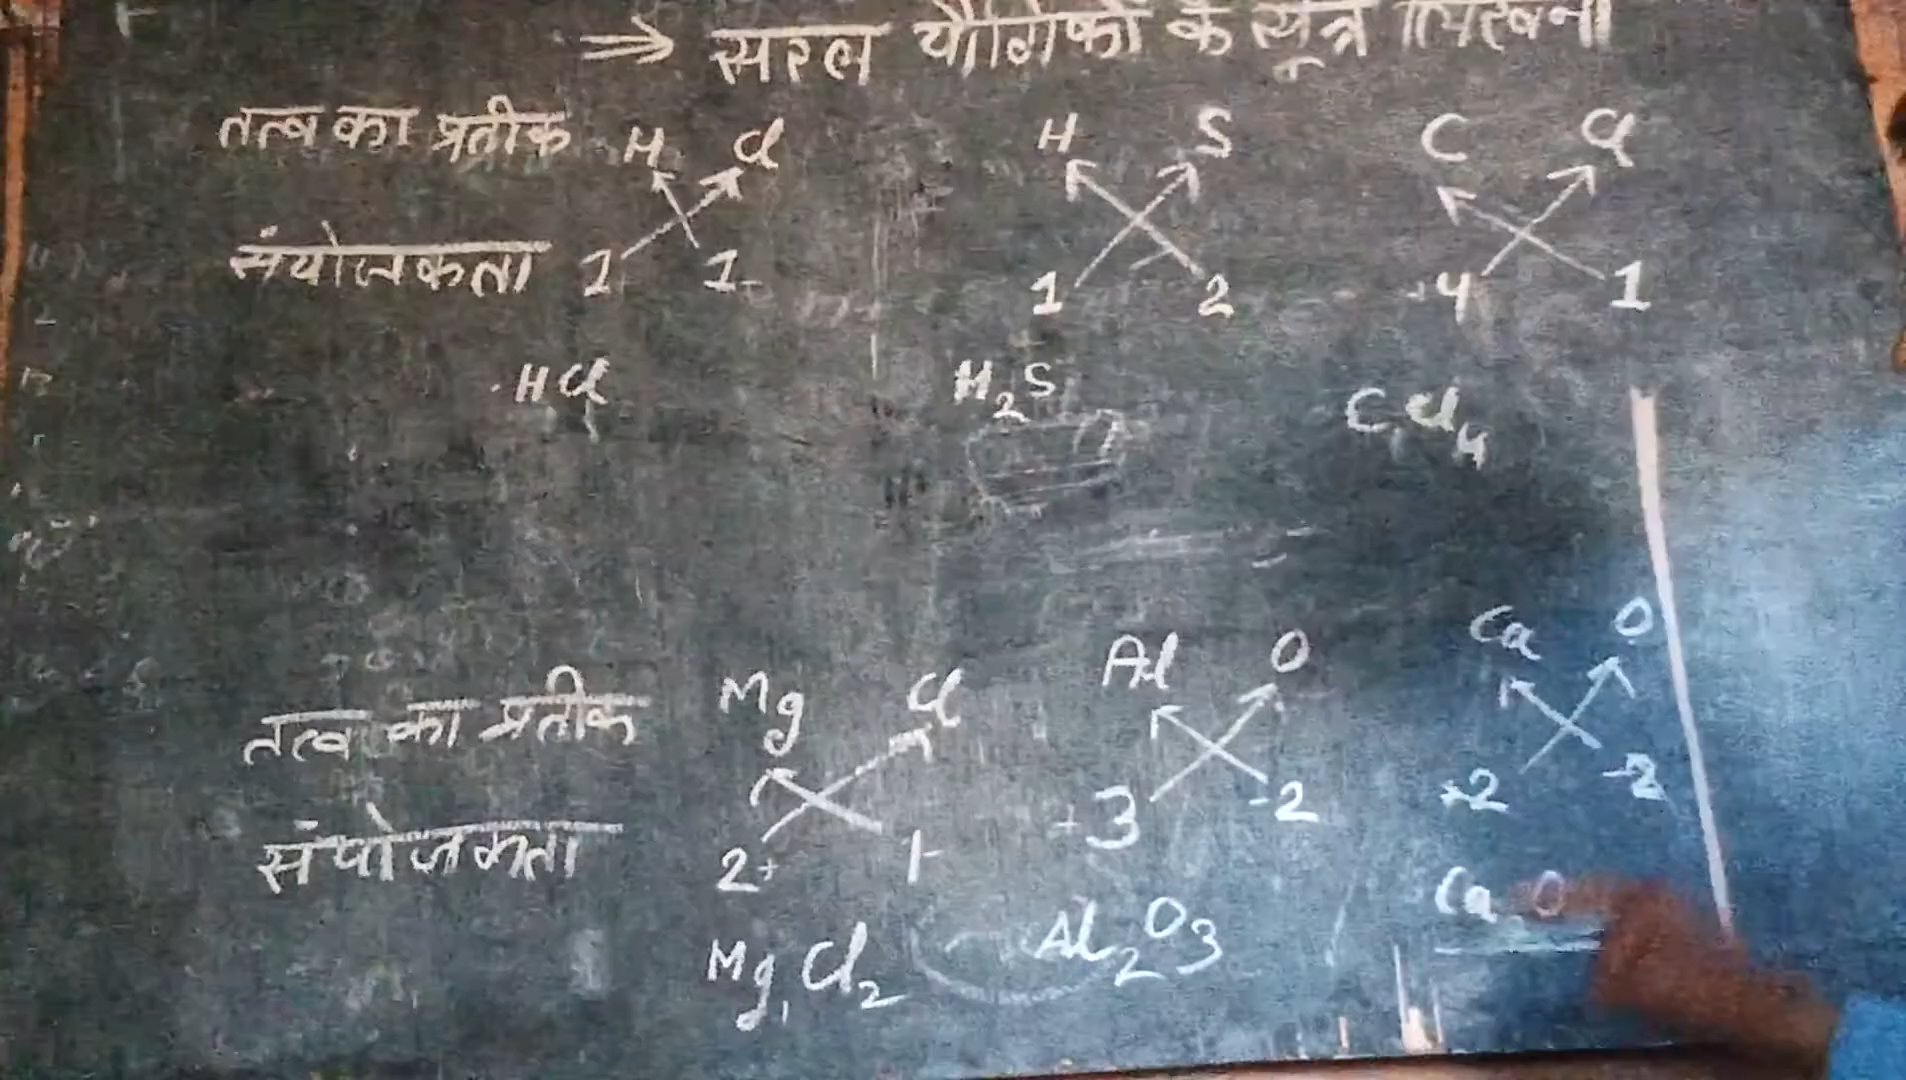 ⇒ सरल यौगिकों के सूत्र लिखना
तत्व का प्रतीक H Cl H S C Cl
संयोजकता 1 1 1 2 4 1
HCl H₂S CCl₄
तत्व का प्रतीक Mg Cl Al O Ca O
संयोजकता 2+ 1- +3 -2 +2 -2
Mg₁Cl₂ Al₂O₃ Ca O